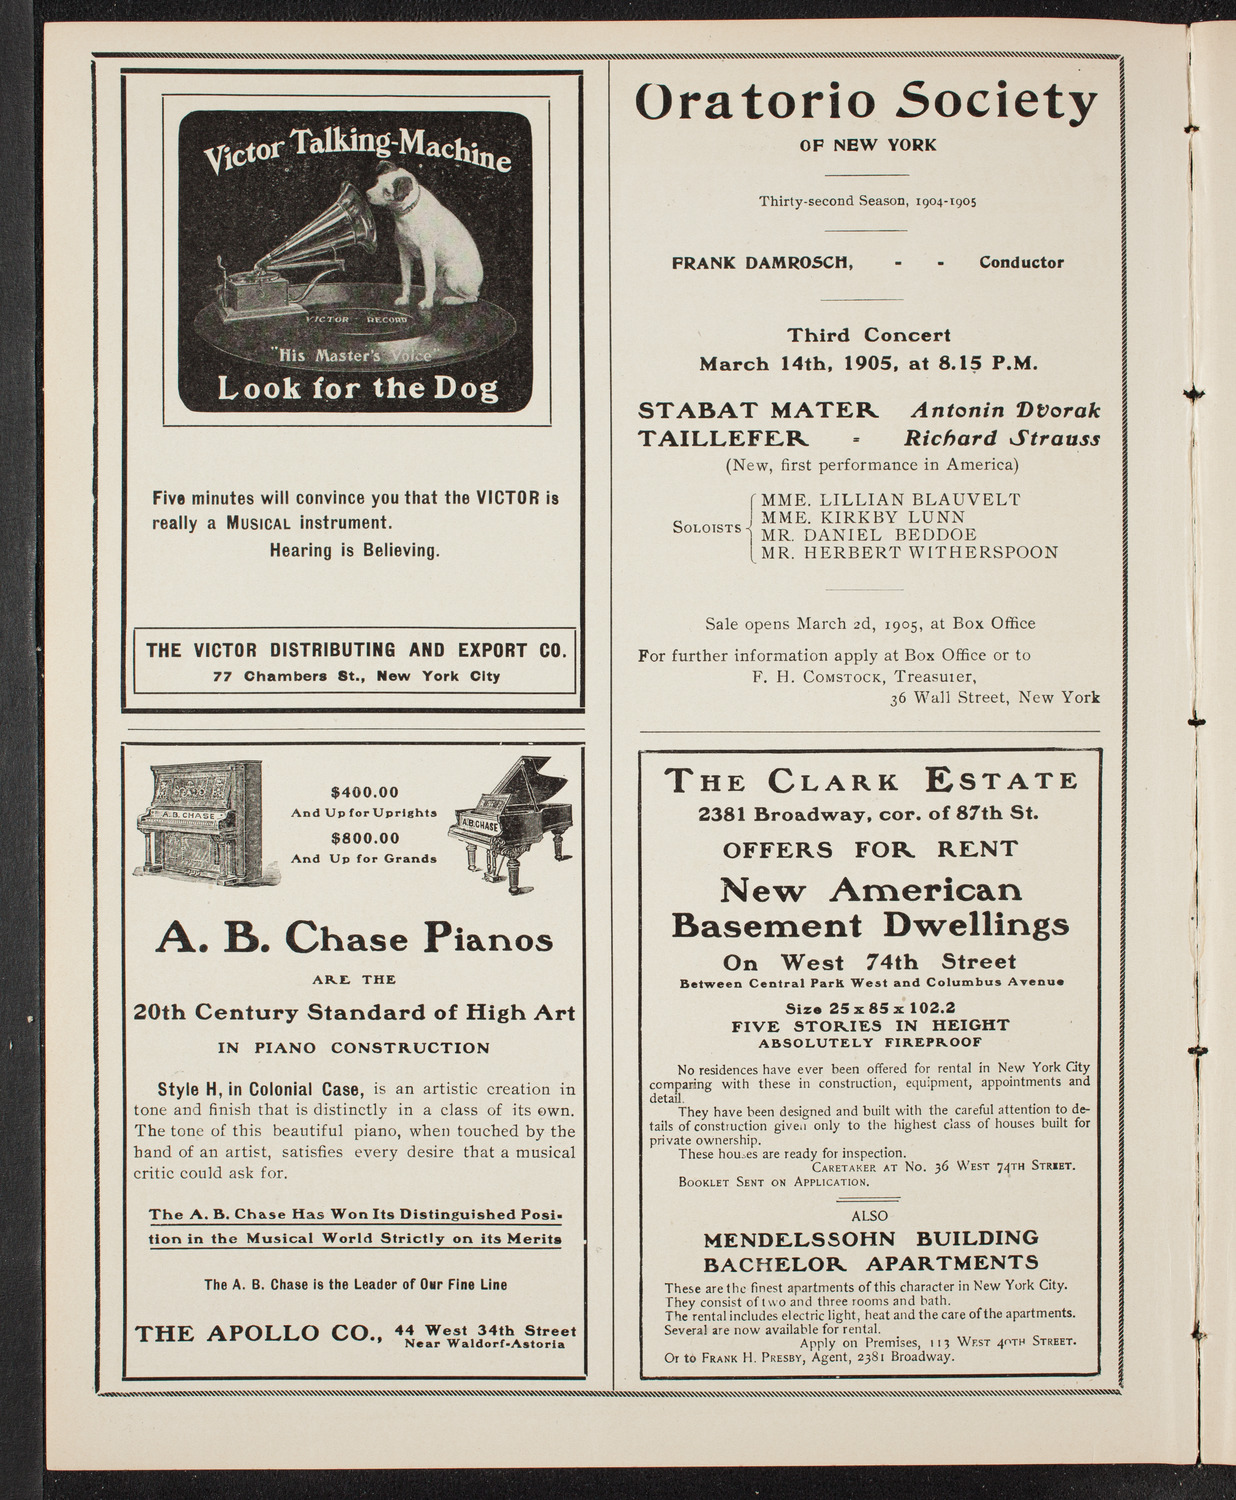 Victor Talking-Machine
VICTOR RECORD
"His Master's Voice"
Look for the Dog
Five minutes will convince you that the VICTOR is
really a MUSICAL instrument.
Hearing is Believing.
THE VICTOR DISTRIBUTING AND EXPORT CO.
77 Chambers St., New York City
A.B. CHASE
$400.00
And Up for Uprights
$800.00
And Up for Grands
A.B. CHASE
A. B. Chase Pianos
ARE THE
20th Century Standard of High Art
IN PIANO CONSTRUCTION
Style H, in Colonial Case, is an artistic creation in
tone and finish that is distinctly in a class of its own.
The tone of this beautiful piano, when touched by the
hand of an artist, satisfies every desire that a musical
critic could ask for.
The A. B. Chase Has Won Its Distinguished Posi-
tion in the Musical World Strictly on its Merits
The A. B. Chase is the Leader of Our Fine Line
THE APOLLO CO., 44 West 34th Street
Near Waldorf-Astoria
Oratorio Society
OF NEW YORK
Thirty-second Season, 1904-1905
FRANK DAMROSCH, - - Conductor
Third Concert
March 14th, 1905, at 8.15 P.M.
STABAT MATER Antonin Dvorak
TAILLEFER = Richard Strauss
(New, first performance in America)
SOLOISTS
MME. LILLIAN BLAUVELT
MME. KIRKBY LUNN
MR. DANIEL BEDDOE
MR. HERBERT WITHERSPOON
Sale opens March 2d, 1905, at Box Office
For further information apply at Box Office or to
F. H. COMSTOCK, Treasurer,
36 Wall Street, New York
THE CLARK ESTATE
2381 Broadway, cor. of 87th St.
OFFERS FOR RENT
New American
Basement Dwellings
On West 74th Street
Between Central Park West and Columbus Avenue
Size 25 x 85 x 102.2
FIVE STORIES IN HEIGHT
ABSOLUTELY FIREPROOF
No residences have ever been offered for rental in New York City
comparing with these in construction, equipment, appointments and
detail.
They have been designed and built with the careful attention to de-
tails of construction given only to the highest class of houses built for
private ownership.
These houses are ready for inspection.
CARETAKER AT NO. 36 WEST 74TH STREET.
BOOKLET SENT ON APPLICATION.
ALSO
MENDELSSOHN BUILDING
BACHELOR APARTMENTS
These are the finest apartments of this character in New York City.
They consist of two and three rooms and bath.
The rental includes electric light, heat and the care of the apartments.
Several are now available for rental.
Apply on Premises, 113 WEST 40TH STREET.
Or to FRANK H. PRESBY, Agent, 2381 Broadway.